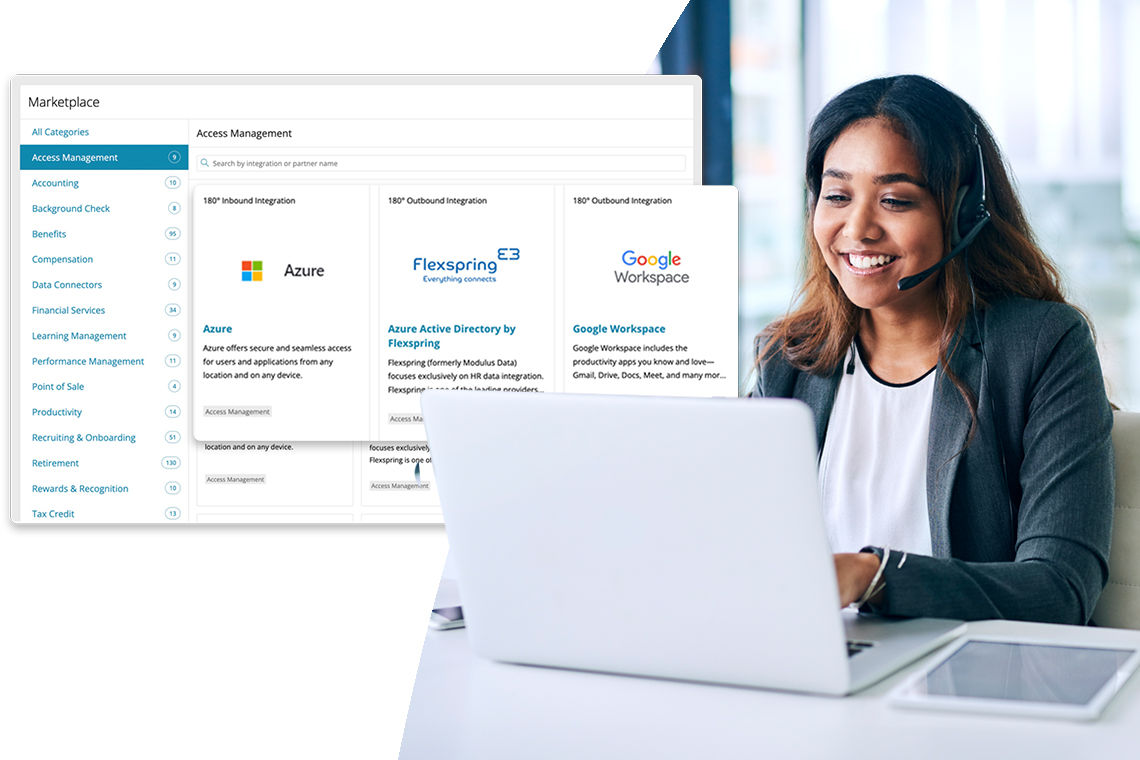 Marketplace
All Categories
Access Management 9
Accounting 10
Background Check 8
Benefits 95
Compensation 11
Data Connectors 9
Financial Services 34
Learning Management 9
Performance Management 11
Point of Sale 4
Productivity 14
Recruiting & Onboarding 51
Retirement 130
Rewards & Recognition 10
Tax Credit 13
Access Management
Search by integration or partner name
180° Inbound Integration
Azure
Azure
Azure offers secure and seamless access
for users and applications from any
location and on any device.
Access Management
180° Outbound Integration
Flexspring E3
Everything connects
Azure Active Directory by
Flexspring
Flexspring (formerly Modulus Data)
focuses exclusively on HR data integration.
Flexspring is one of the leading providers...
Access Ma
180° Outbound Integration
Google
Workspace
Google Workspace
Google Workspace includes the
productivity apps you know and love—
Gmail, Drive, Docs, Meet, and many mor...
location and on any device.
Access Management
focuses exclusively
Flexspring is one of
Access Management